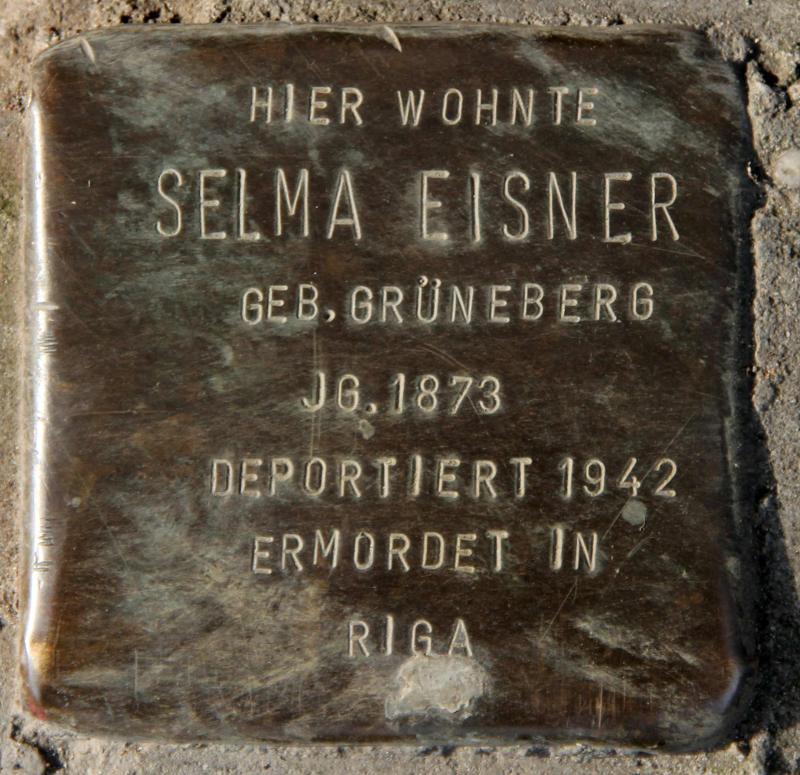 HIER WOHNTE
SELMA EISNER
GEB. GRÜNEBERG
JG. 1873
DEPORTIERT 1942
ERMORDET IN
RIGA